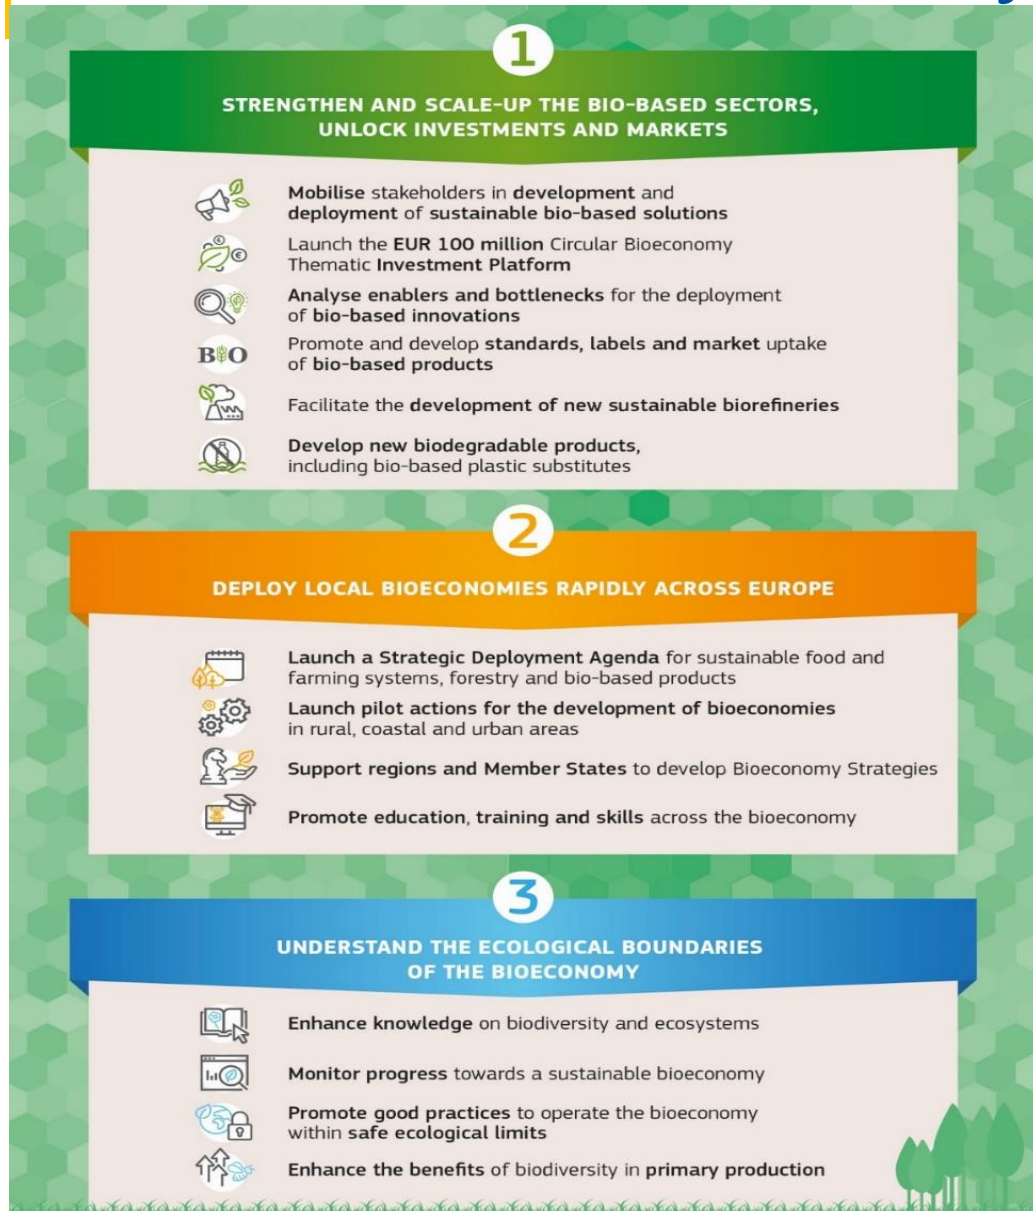 1
STRENGTHEN AND SCALE-UP THE BIO-BASED SECTORS,
UNLOCK INVESTMENTS AND MARKETS
Mobilise stakeholders in development and
deployment of sustainable bio-based solutions
Launch the EUR 100 million Circular Bioeconomy
Thematic Investment Platform
Analyse enablers and bottlenecks for the deployment
of bio-based innovations
BIO
Promote and develop standards, labels and market uptake
of bio-based products
Facilitate the development of new sustainable biorefineries
Develop new biodegradable products,
including bio-based plastic substitutes
2
DEPLOY LOCAL BIOECONOMIES RAPIDLY ACROSS EUROPE
Launch a Strategic Deployment Agenda for sustainable food and
farming systems, forestry and bio-based products
Launch pilot actions for the development of bioeconomies
in rural, coastal and urban areas
Support regions and Member States to develop Bioeconomy Strategies
Promote education, training and skills across the bioeconomy
3
UNDERSTAND THE ECOLOGICAL BOUNDARIES
OF THE BIOECONOMY
Enhance knowledge on biodiversity and ecosystems
Monitor progress towards a sustainable bioeconomy
Promote good practices to operate the bioeconomy
within safe ecological limits
Enhance the benefits of biodiversity in primary production